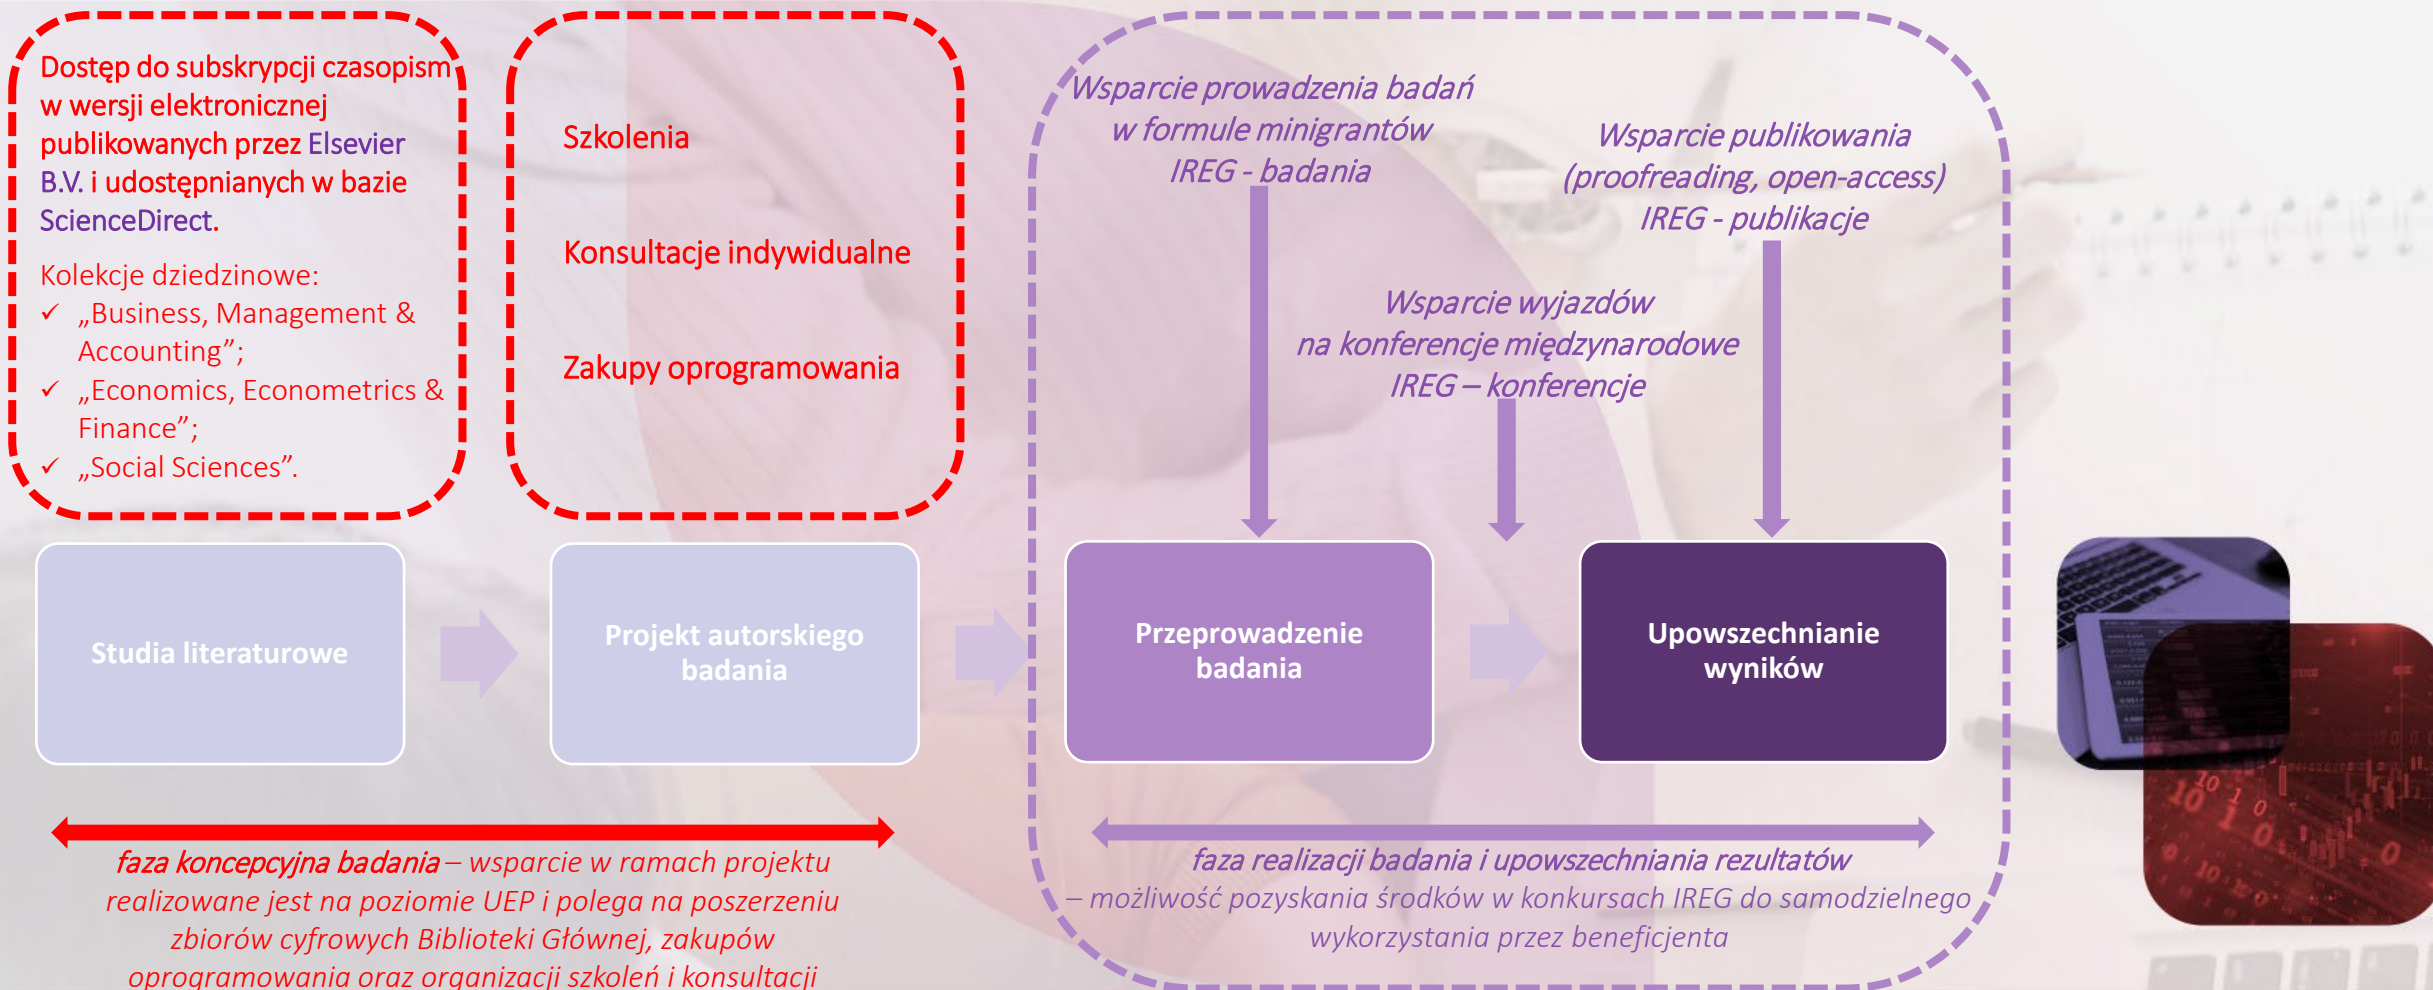 Dostęp do subskrypcji czasopism
w wersji elektronicznej
publikowanych przez Elsevier
B.V. i udostępnianych w bazie
ScienceDirect.
Kolekcje dziedzinowe:
✓ „Business, Management &
Accounting”;
✓ „Economics, Econometrics &
Finance”;
✓ „Social Sciences”.
Szkolenia
Konsultacje indywidualne
Zakupy oprogramowania
Wsparcie prowadzenia badań
w formule minigrantów
IREG - badania
Wsparcie wyjazdów
na konferencje międzynarodowe
IREG – konferencje
Wsparcie publikowania
(proofreading, open-access)
IREG - publikacje
Studia literaturowe
Projekt autorskiego
badania
Przeprowadzenie
badania
Upowszechnianie
wyników
faza koncepcyjna badania – wsparcie w ramach projektu
realizowane jest na poziomie UEP i polega na poszerzeniu
zbiorów cyfrowych Biblioteki Głównej, zakupów
oprogramowania oraz organizacji szkoleń i konsultacji
faza realizacji badania i upowszechniania rezultatów
– możliwość pozyskania środków w konkursach IREG do samodzielnego
wykorzystania przez beneficjenta